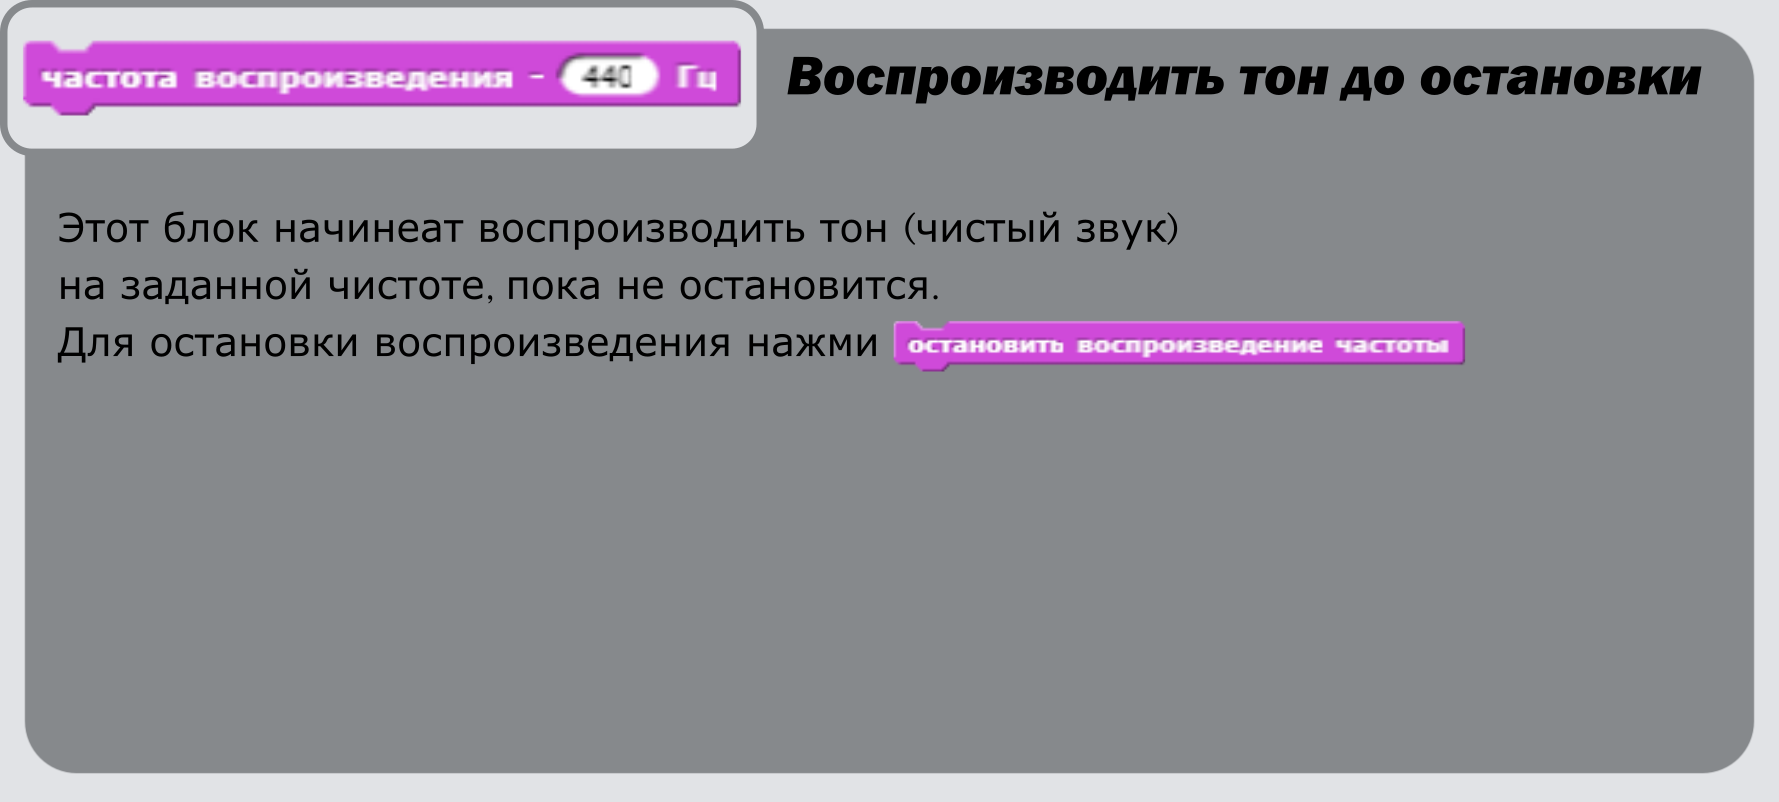 частота воспроизведения - 440 Гц
Воспроизводить тон до остановки
Этот блок начинеат воспроизводить тон (чистый звук)
на заданной чистоте, пока не остановится.
Для остановки воспроизведения нажми остановить воспроизведение частоты